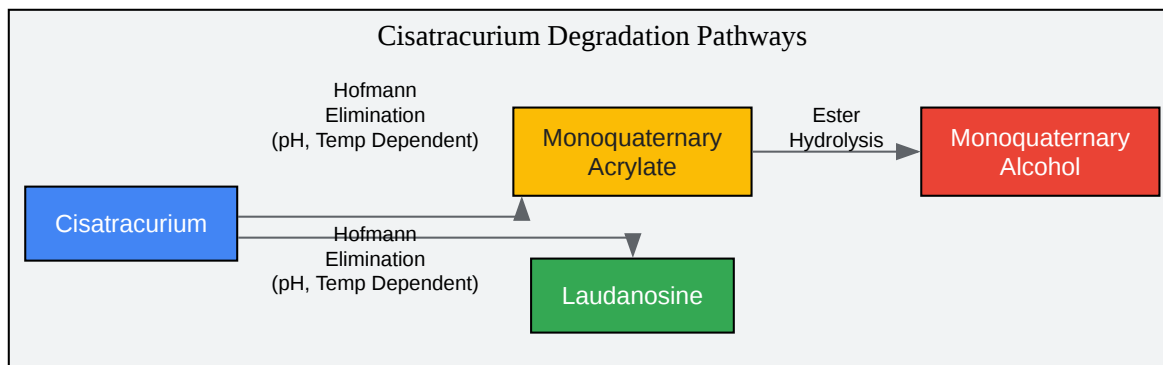 Cisatracurium Degradation Pathways
Hofmann
Elimination
(pH, Temp Dependent)
Monoquaternary
Acrylate
Ester
Hydrolysis
Monoquaternary
Alcohol
Cisatracurium
Hofmann
Elimination
(pH, Temp Dependent)
Laudanosine